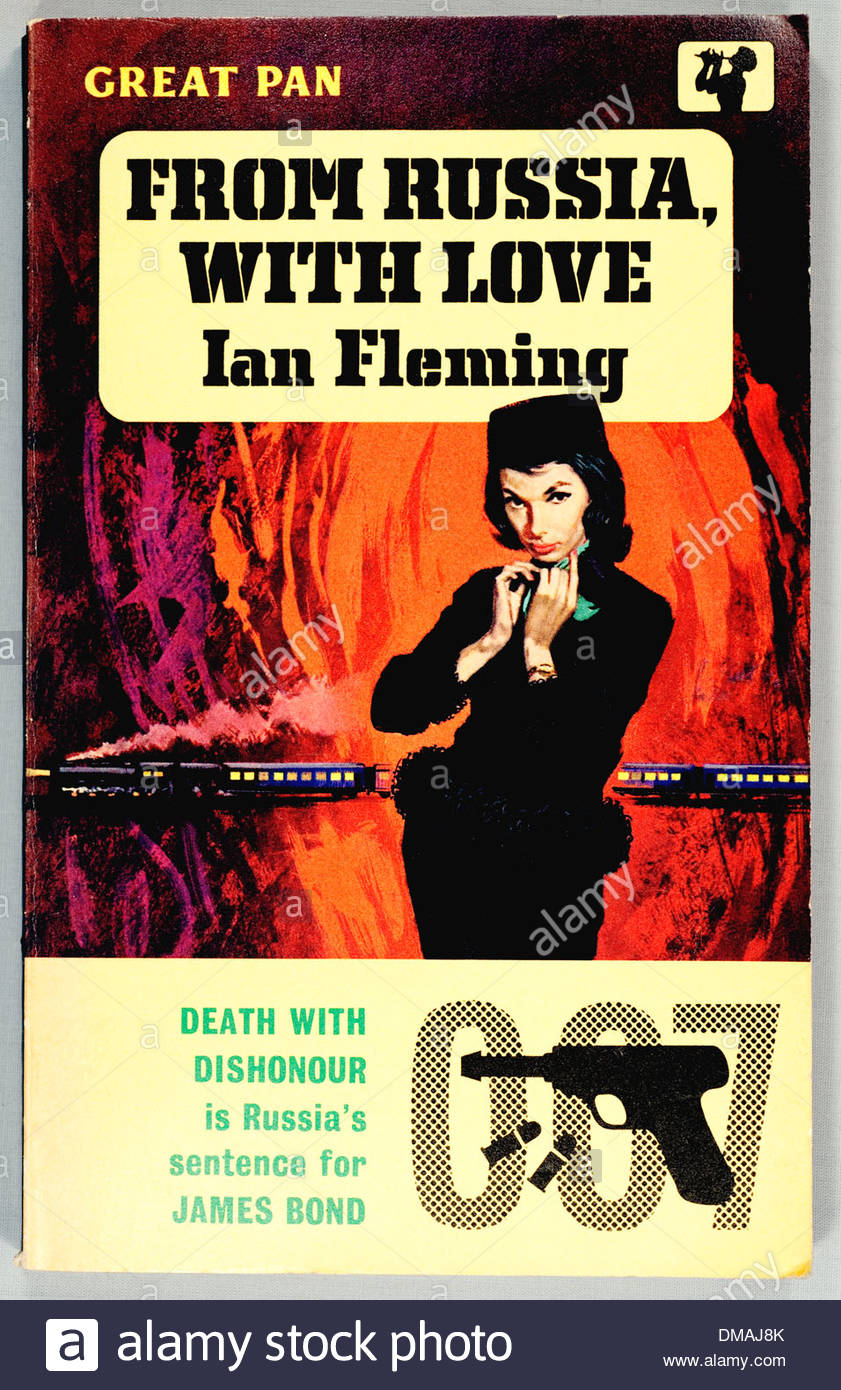 GREAT PAN
FROM RUSSIA,
WITH LOVE
Ian Fleming
DEATH WITH
DISHONOUR
is Russia's
sentence for
JAMES BOND
007
a alamy stock photo
DMAJ8K
www.alamy.com